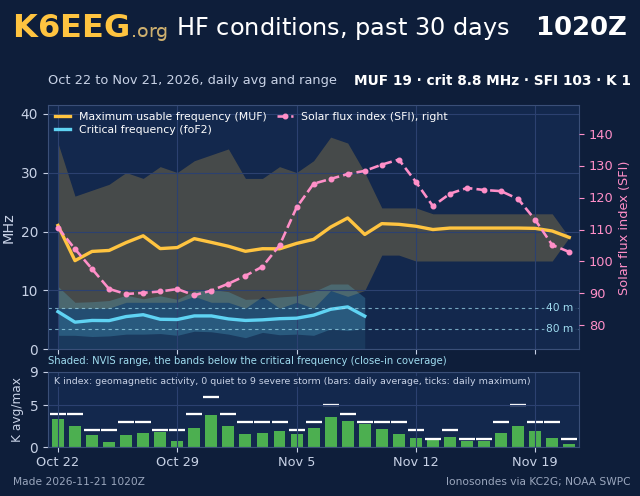 K6EEG.org HF conditions, past 30 days 1020Z
Oct 22 to Nov 21, 2026, daily avg and range MUF 19 · crit 8.8 MHz · SFI 103 · K 1
Maximum usable frequency (MUF) Solar flux index (SFI), right
Critical frequency (foF2)
40
30
20
10
0
MHz
140
130
120
110
100
90
80
Solar flux index (SFI)
40 m
80 m
Shaded: NVIS range, the bands below the critical frequency (close-in coverage)
K index: geomagnetic activity, 0 quiet to 9 severe storm (bars: daily average, ticks: daily maximum)
9
5
0
K avg/max
Oct 22 Oct 29 Nov 5 Nov 12 Nov 19
Made 2026-11-21 1020Z Ionosondes via KC2G; NOAA SWPC